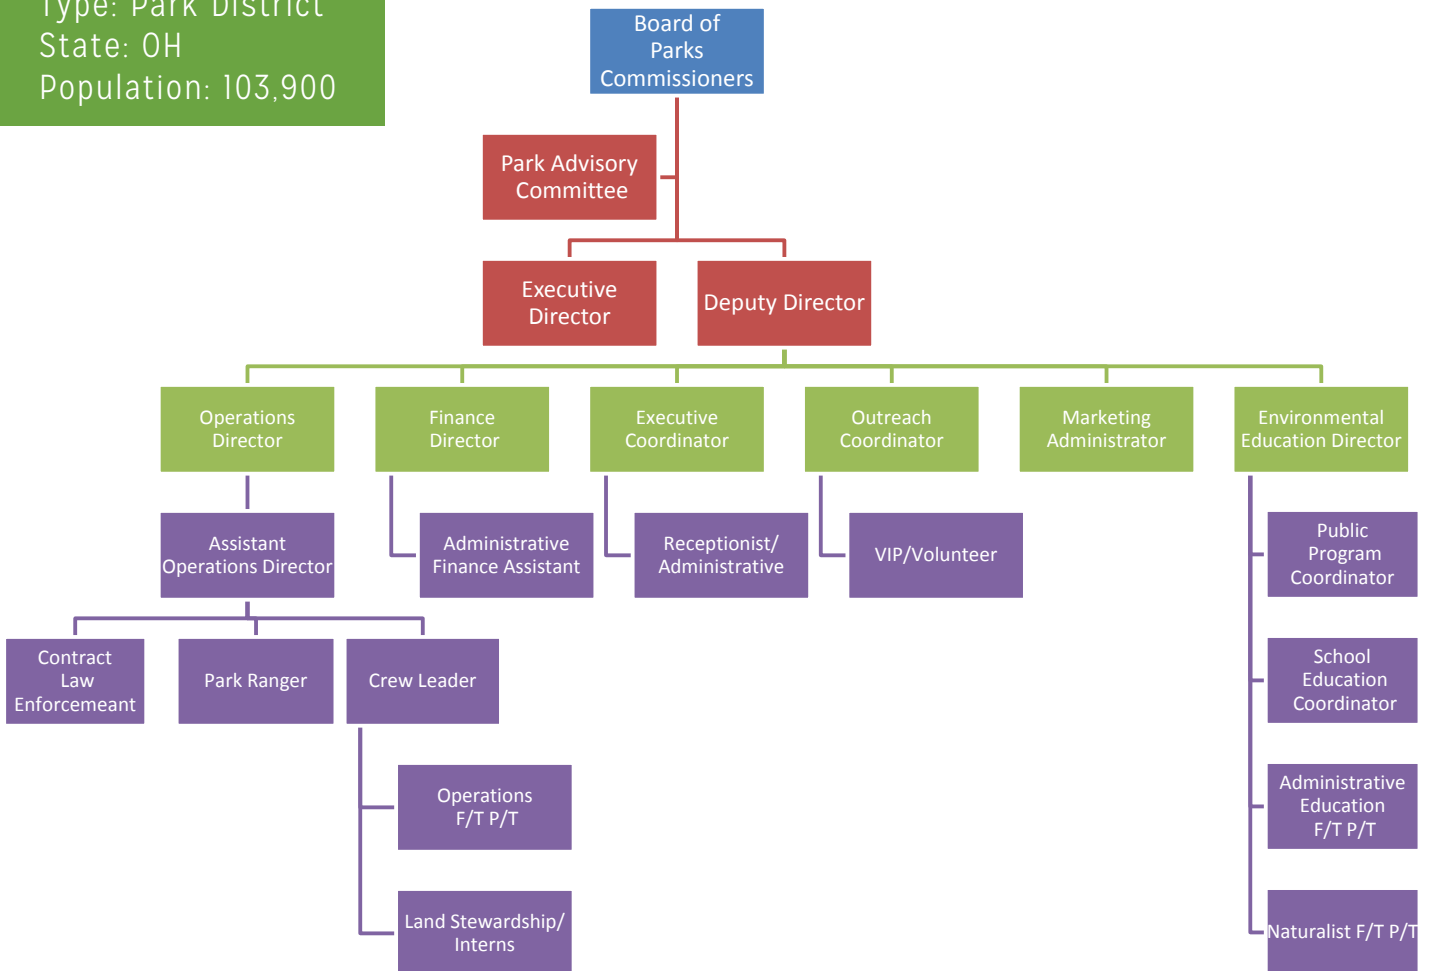 Type: Park District
State: OH
Population: 103,900
Board of
Parks
Commissioners
Park Advisory
Committee
Executive
Director
Deputy Director
Operations
Director
Finance
Director
Executive
Coordinator
Outreach
Coordinator
Marketing
Administrator
Environmental
Education Director
Assistant
Operations Director
Administrative
Finance Assistant
Receptionist/
Administrative
VIP/Volunteer
Public
Program
Coordinator
Contract
Law
Enforcemeant
Park Ranger
Crew Leader
School
Education
Coordinator
Operations
F/T P/T
Administrative
Education
F/T P/T
Land Stewardship/
Interns
Naturalist F/T P/T